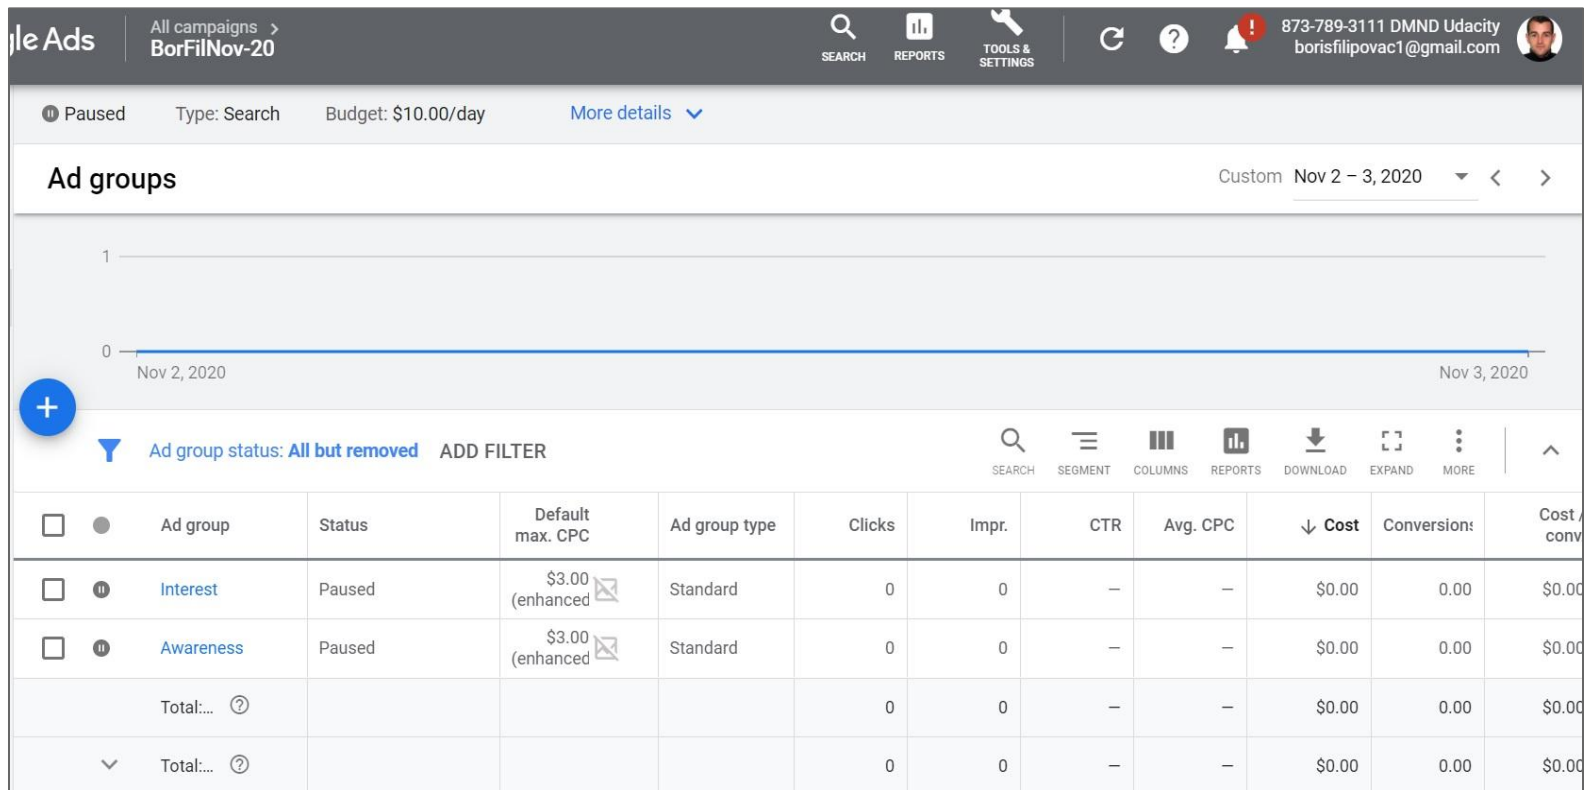 gle Ads
All campaigns >
BorFilNov-20
SEARCH
REPORTS
TOOLS &
SETTINGS
!
873-789-3111 DMND Udacity
borisfilipovac1@gmail.com
Paused Type: Search Budget: $10.00/day More details
Ad groups
Custom Nov 2 – 3, 2020
1
0
Nov 2, 2020 Nov 3, 2020
Ad group status: All but removed ADD FILTER
SEARCH SEGMENT COLUMNS REPORTS DOWNLOAD EXPAND MORE
Ad group Status Default max. CPC Ad group type Clicks Impr. CTR Avg. CPC Cost Conversions Cost / conv
Interest Paused $3.00 (enhanced Standard 0 0 – – $0.00 0.00 $0.00
Awareness Paused $3.00 (enhanced Standard 0 0 – – $0.00 0.00 $0.00
Total:... 0 0 – – $0.00 0.00 $0.00
Total:... 0 0 – – $0.00 0.00 $0.00